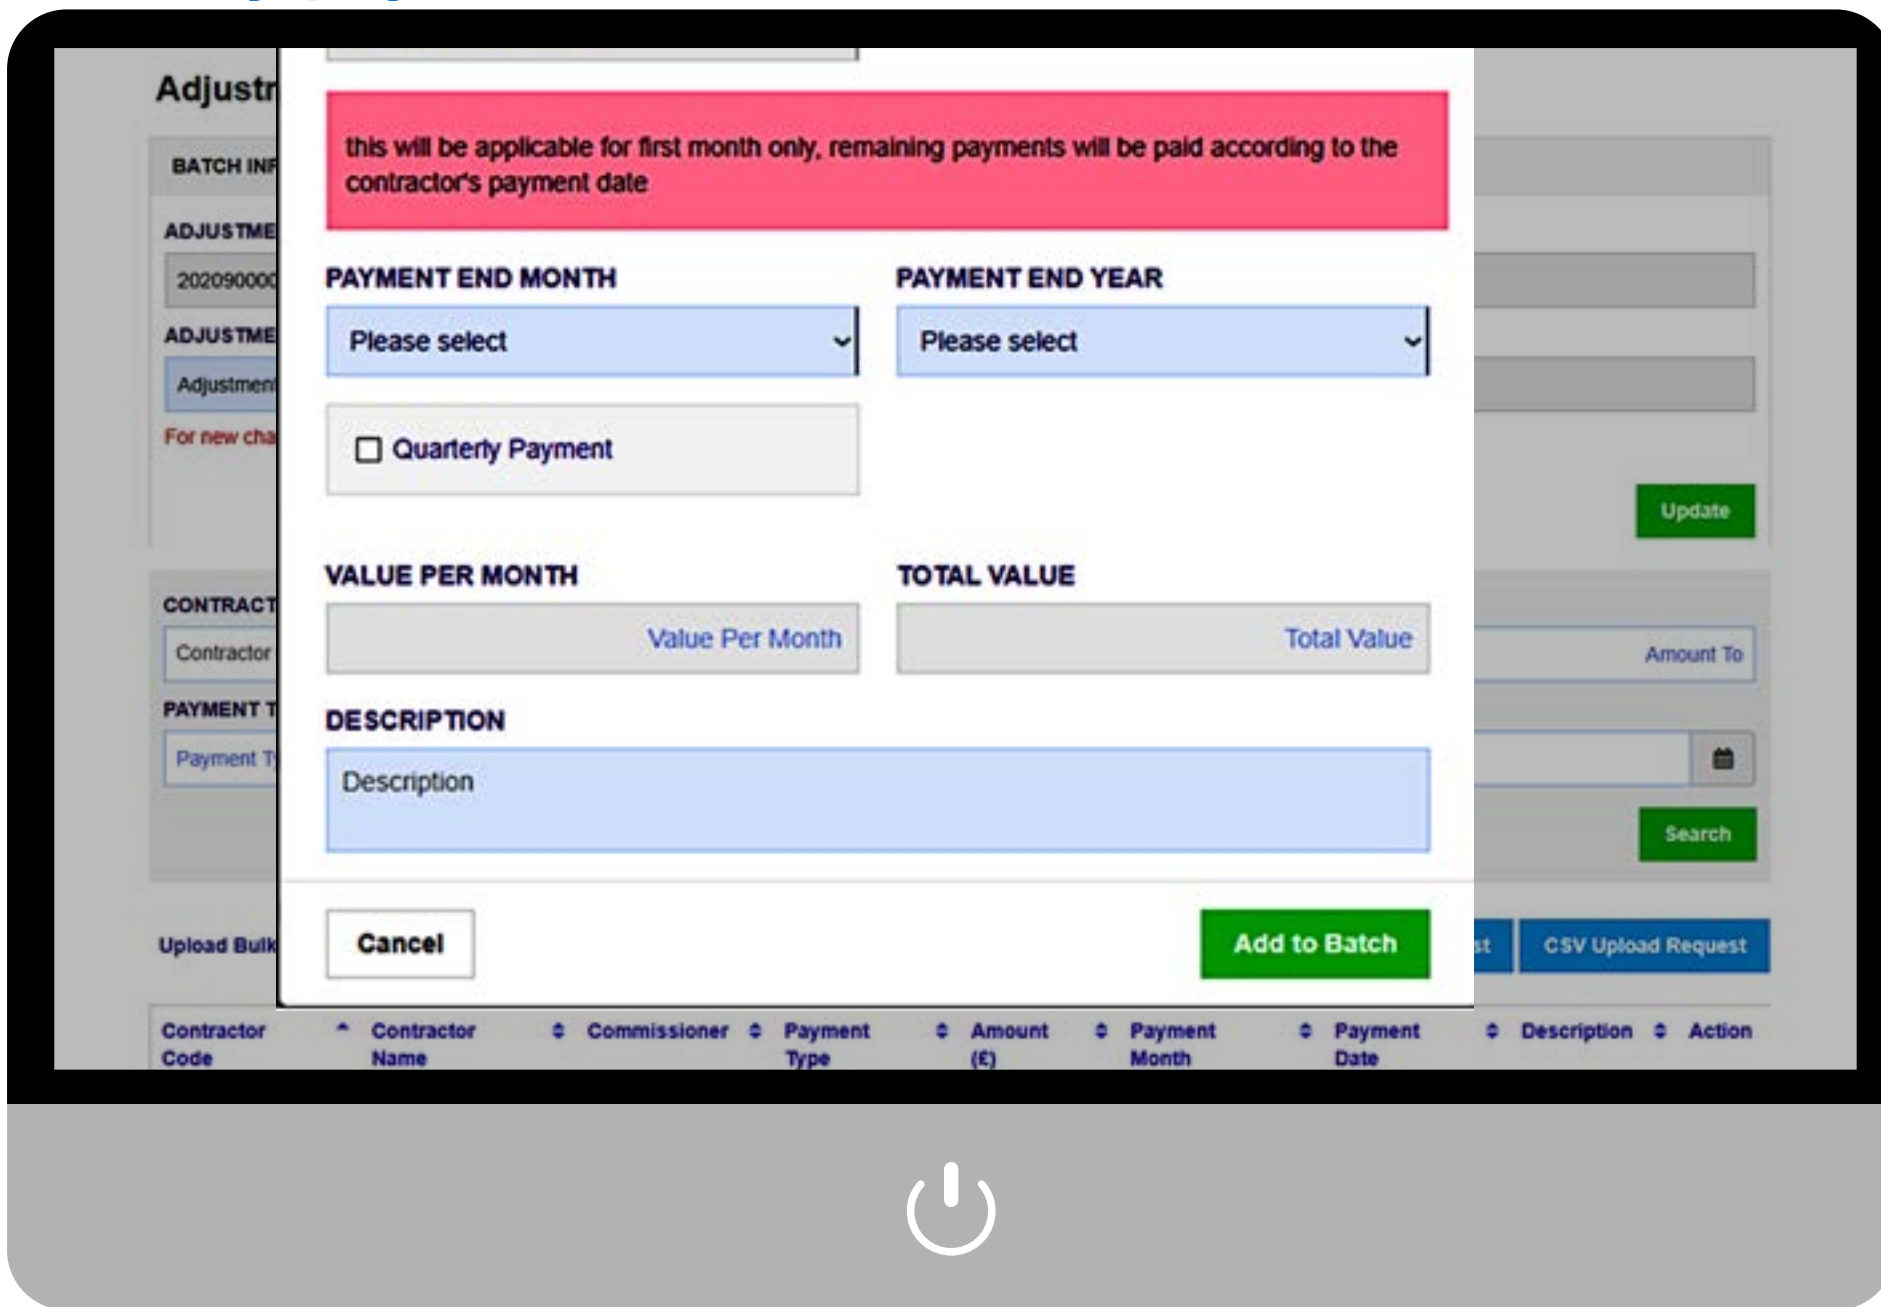 Adjustr
BATCH INF
ADJUSTME
202090000
ADJUSTME
Adjustment
For new cha
Update
CONTRACT
Contractor
Amount To
PAYMENT T
Payment Ty
Search
Upload Bulk
st
CSV Upload Request
this will be applicable for first month only, remaining payments will be paid according to the
contractor's payment date
PAYMENT END MONTH PAYMENT END YEAR
Please select Please select
Quarterly Payment
VALUE PER MONTH TOTAL VALUE
Value Per Month Total Value
DESCRIPTION
Description
Cancel Add to Batch
Contractor Contractor Commissioner Payment Amount Payment Payment Description Action
Code Name Type (£) Month Date